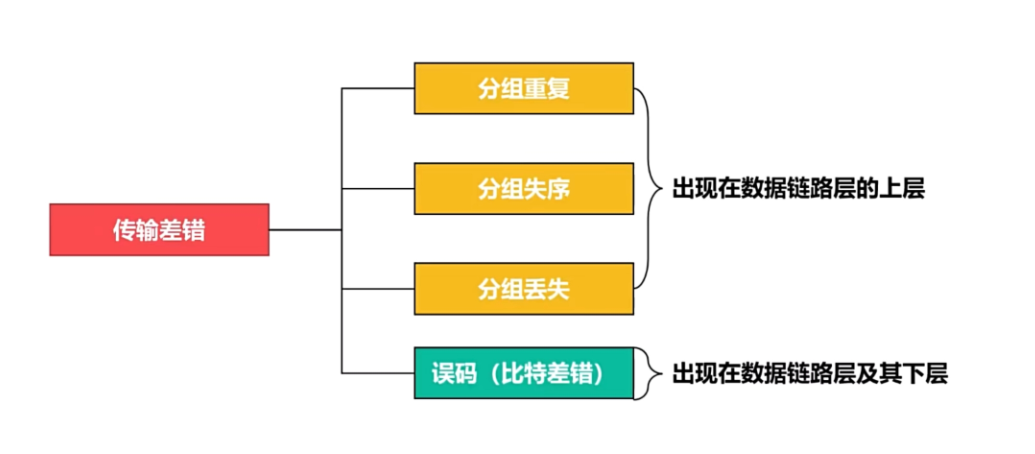 分组重复
分组失序
出现在数据链路层的上层
传输差错
分组丢失
误码（比特差错）
出现在数据链路层及其下层